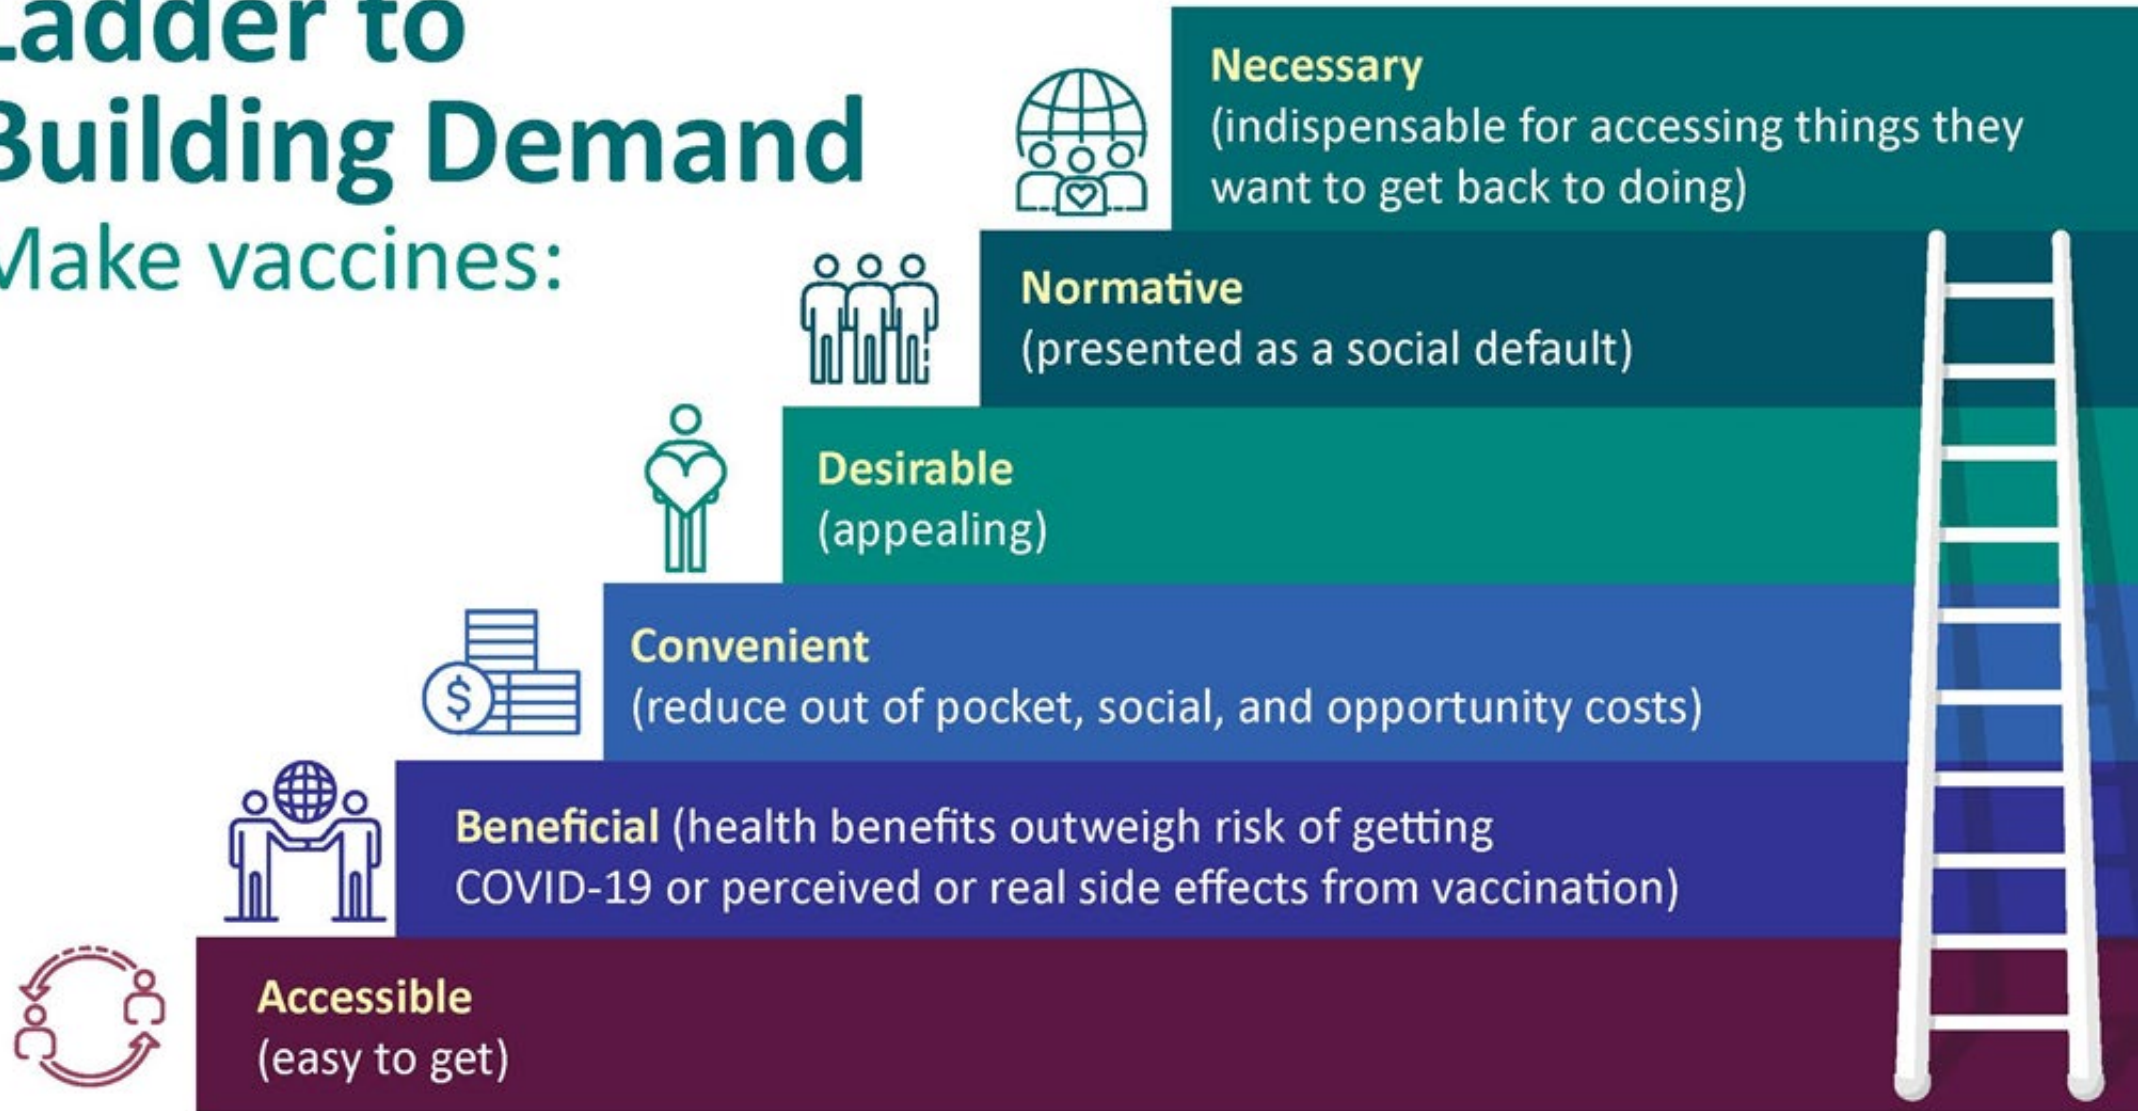 Ladder to
Building Demand
Make vaccines:
Necessary
(indispensable for accessing things they
want to get back to doing)
Normative
(presented as a social default)
Desirable
(appealing)
Convenient
(reduce out of pocket, social, and opportunity costs)
$
Beneficial (health benefits outweigh risk of getting
COVID-19 or perceived or real side effects from vaccination)
Accessible
(easy to get)